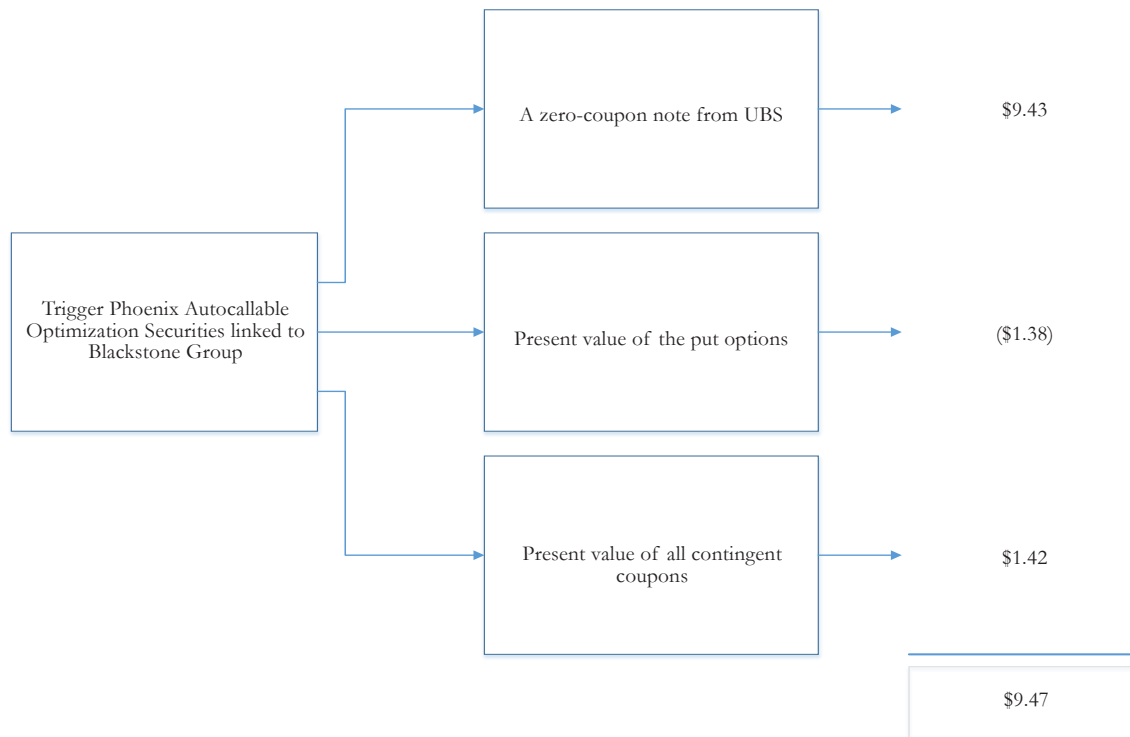 A zero-coupon note from UBS
$9.43
Trigger Phoenix Autocallable
Optimization Securities linked to
Blackstone Group
Present value of the put options
($1.38)
Present value of all contingent
coupons
$1.42
$9.47